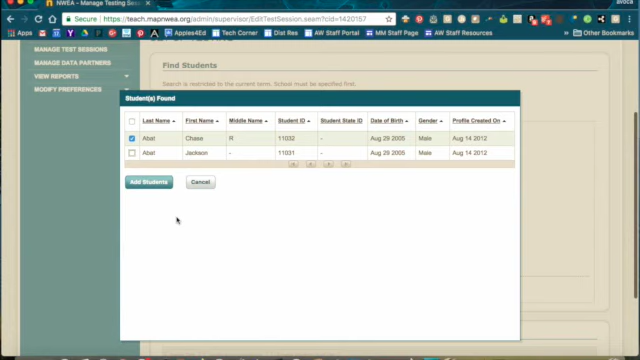 NWEA – Manage Testing Sess
avoca
Secure
https://teach.mapnwea.org/admin/supervisor/EditTestSession.seam?cid=1420157
Apps
Apples4Ed
Tech Corner
Dist Res
AW Staff Portal
MM Staff Page
AW Staff Resources
Other Bookmarks
MANAGE TEST SESSIONS
MANAGE DATA PARTNERS
VIEW REPORTS
MODIFY PREFERENCES
Find Students
Search is restricted to the current term. School must be specified first.
Student(s) Found
Last Name First Name Middle Name Student ID Student State ID Date of Birth Gender Profile Created On
Abat Chase R 11032 - Aug 29 2005 Male Aug 14 2012
Abat Jackson - 11031 - Aug 29 2005 Male Aug 14 2012
Add Students
Cancel